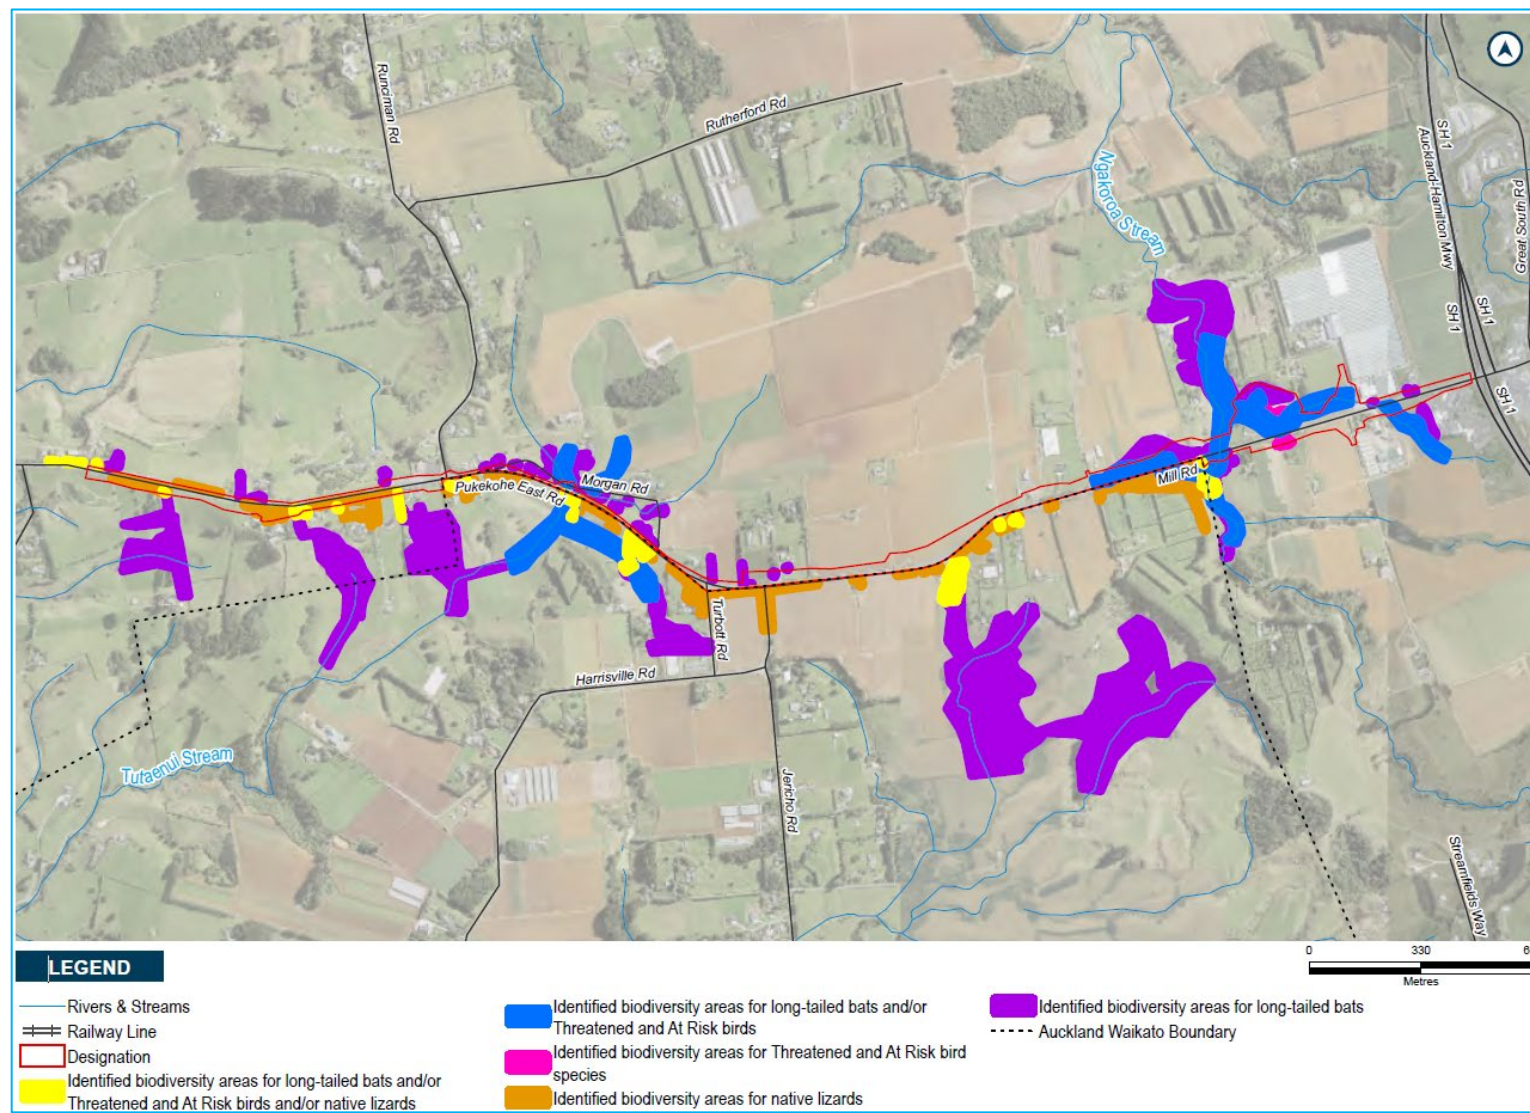 Runciman Rd
Rutherford Rd
Ngakoroa Stream
SH 1
Auckland-Hamilton Mwy
Great South Rd
SH 1
SH 1
SH 1
Morgan Rd
Pukekohe East Rd
Mill Rd
Turbott Rd
Harrisville Rd
Tutaenui Stream
Jericho Rd
Streamfields Way
0 330
Metres
LEGEND
Rivers & Streams
Railway Line
Designation
Identified biodiversity areas for long-tailed bats and/or
Threatened and At Risk birds and/or native lizards
Identified biodiversity areas for long-tailed bats and/or
Threatened and At Risk birds
Identified biodiversity areas for Threatened and At Risk bird
species
Identified biodiversity areas for native lizards
Identified biodiversity areas for long-tailed bats
Auckland Waikato Boundary